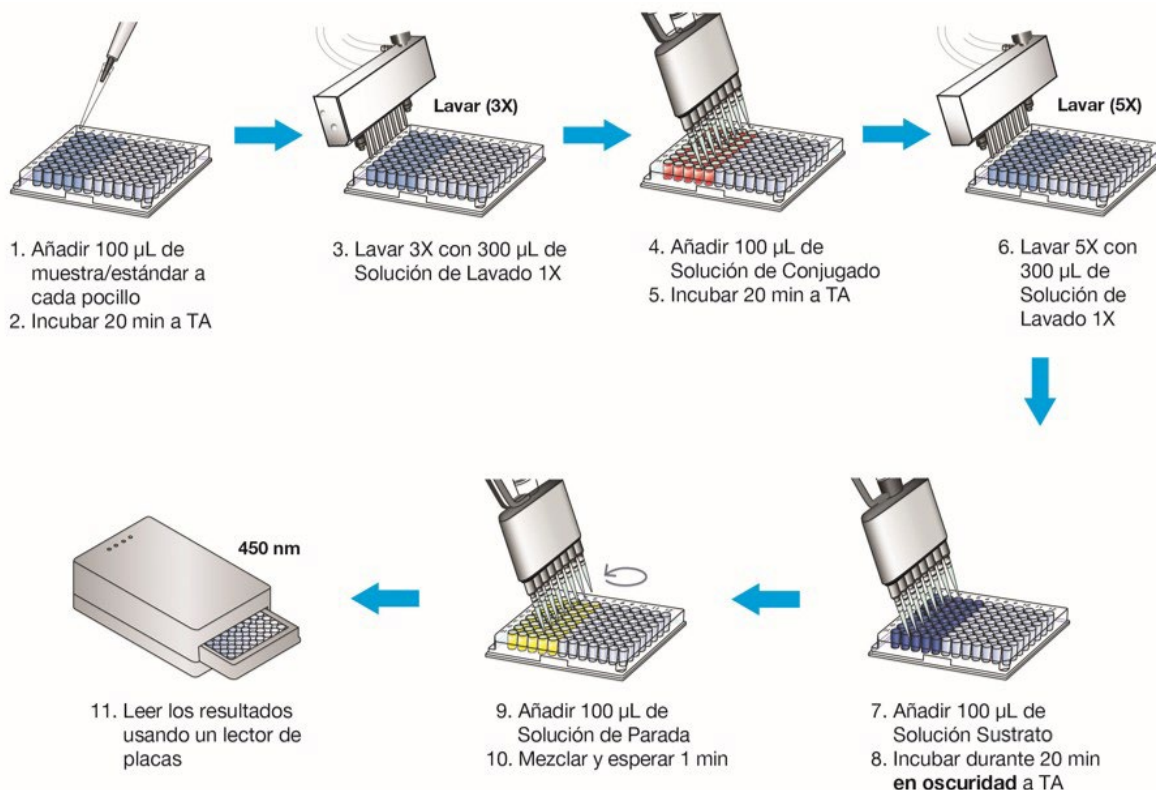 Lavar (3X)
Lavar (5X)
1. Añadir 100 µL de
muestra/estándar a
cada pocillo
2. Incubar 20 min a TA
3. Lavar 3X con 300 µL de
Solución de Lavado 1X
4. Añadir 100 µL de
Solución de Conjugado
5. Incubar 20 min a TA
6. Lavar 5X con
300 µL de
Solución de
Lavado 1X
7. Añadir 100 µL de
Solución Sustrato
8. Incubar durante 20 min
en oscuridad a TA
9. Añadir 100 µL de
Solución de Parada
10. Mezclar y esperar 1 min
450 nm
11. Leer los resultados
usando un lector de
placas